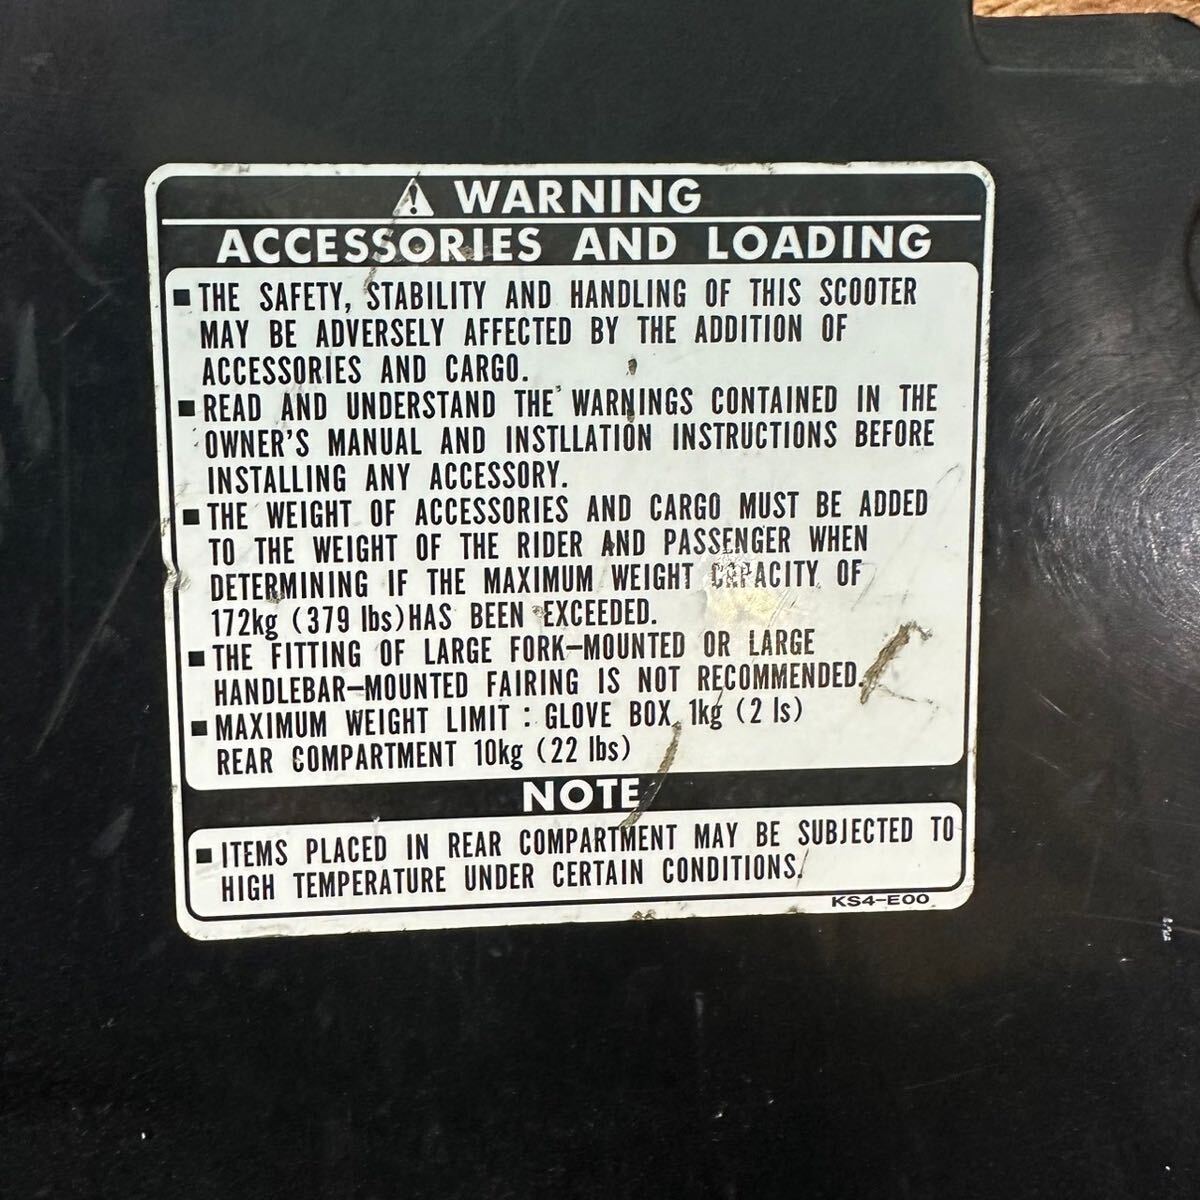 ⚠ WARNING
ACCESSORIES AND LOADING
■ THE SAFETY, STABILITY AND HANDLING OF THIS SCOOTER
MAY BE ADVERSELY AFFECTED BY THE ADDITION OF
ACCESSORIES AND CARGO.
■ READ AND UNDERSTAND THE WARNINGS CONTAINED IN THE
OWNER'S MANUAL AND INSTLLATION INSTRUCTIONS BEFORE
INSTALLING ANY ACCESSORY.
■ THE WEIGHT OF ACCESSORIES AND CARGO MUST BE ADDED
TO THE WEIGHT OF THE RIDER AND PASSENGER WHEN
DETERMINING IF THE MAXIMUM WEIGHT CAPACITY OF
172kg (379 lbs)HAS BEEN EXCEEDED.
■ THE FITTING OF LARGE FORK-MOUNTED OR LARGE
HANDLEBAR-MOUNTED FAIRING IS NOT RECOMMENDED.
■ MAXIMUM WEIGHT LIMIT : GLOVE BOX 1kg (2 ls)
REAR COMPARTMENT 10kg (22 lbs)
NOTE
■ ITEMS PLACED IN REAR COMPARTMENT MAY BE SUBJECTED TO
HIGH TEMPERATURE UNDER CERTAIN CONDITIONS.
KS4-E00